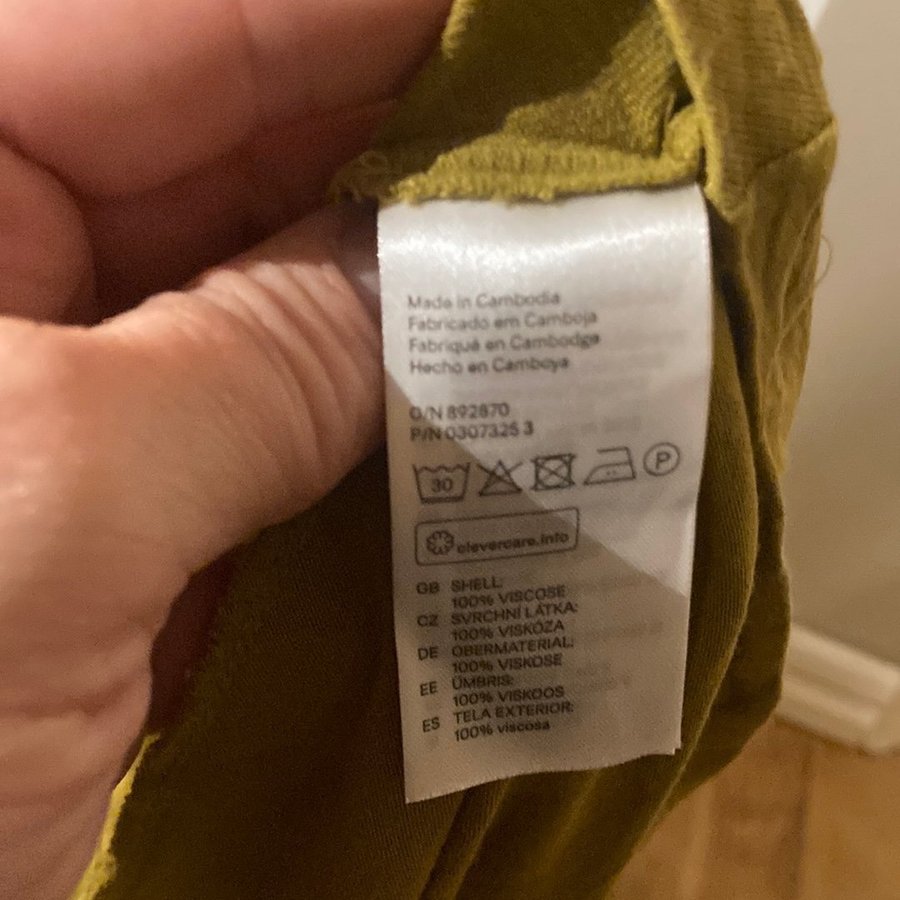 Made in Cambodia
Fabricado em Camboja
Fabriqué en Cambodge
Hecho en Camboya
O/N 892870
P/N 0307325 3
30 P
clevercare.info
GB SHELL:
100% VISCOSE
CZ SVRCHNÍ LÁTKA:
100% VISKÓZA
DE OBERMATERIAL:
100% VISKOSE
EE ÜMBRIS:
100% VISKOOS
ES TELA EXTERIOR:
100% viscosa